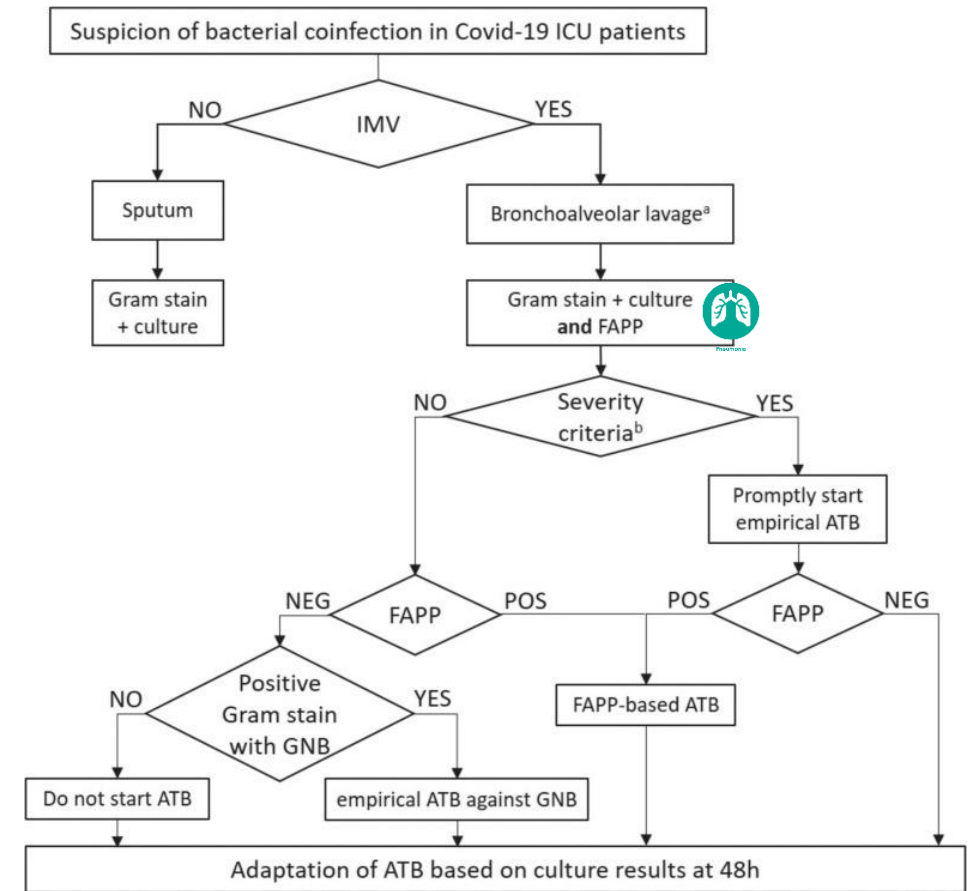 Suspicion of bacterial coinfection in Covid-19 ICU patients
NO
YES
IMV
Sputum
Bronchoalveolar lavageᵃ
Gram stain
+ culture
Gram stain + culture
and FAPP
Pneumonia
NO
YES
Severity
criteriaᵇ
Promptly start
empirical ATB
NEG
POS
FAPP
POS
NEG
FAPP
NO
YES
Positive
Gram stain
with GNB
FAPP-based ATB
Do not start ATB
empirical ATB against GNB
Adaptation of ATB based on culture results at 48h